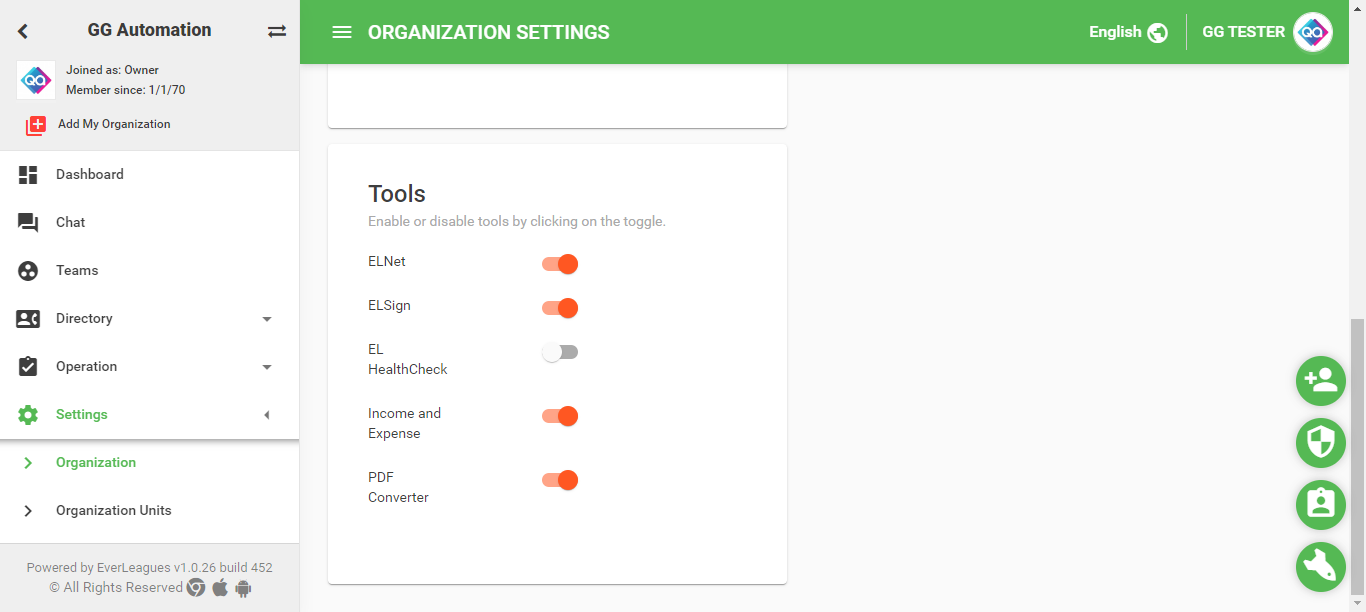 GG Automation
Joined as: Owner
Member since: 1/1/70
Add My Organization
Dashboard
Chat
Teams
Directory
Operation
Settings
Organization
Organization Units
Powered by EverLeagues v1.0.26 build 452
© All Rights Reserved
ORGANIZATION SETTINGS
English
GG TESTER
QA
QA
Tools
Enable or disable tools by clicking on the toggle.
ELNet
ELSign
EL
HealthCheck
Income and
Expense
PDF
Converter